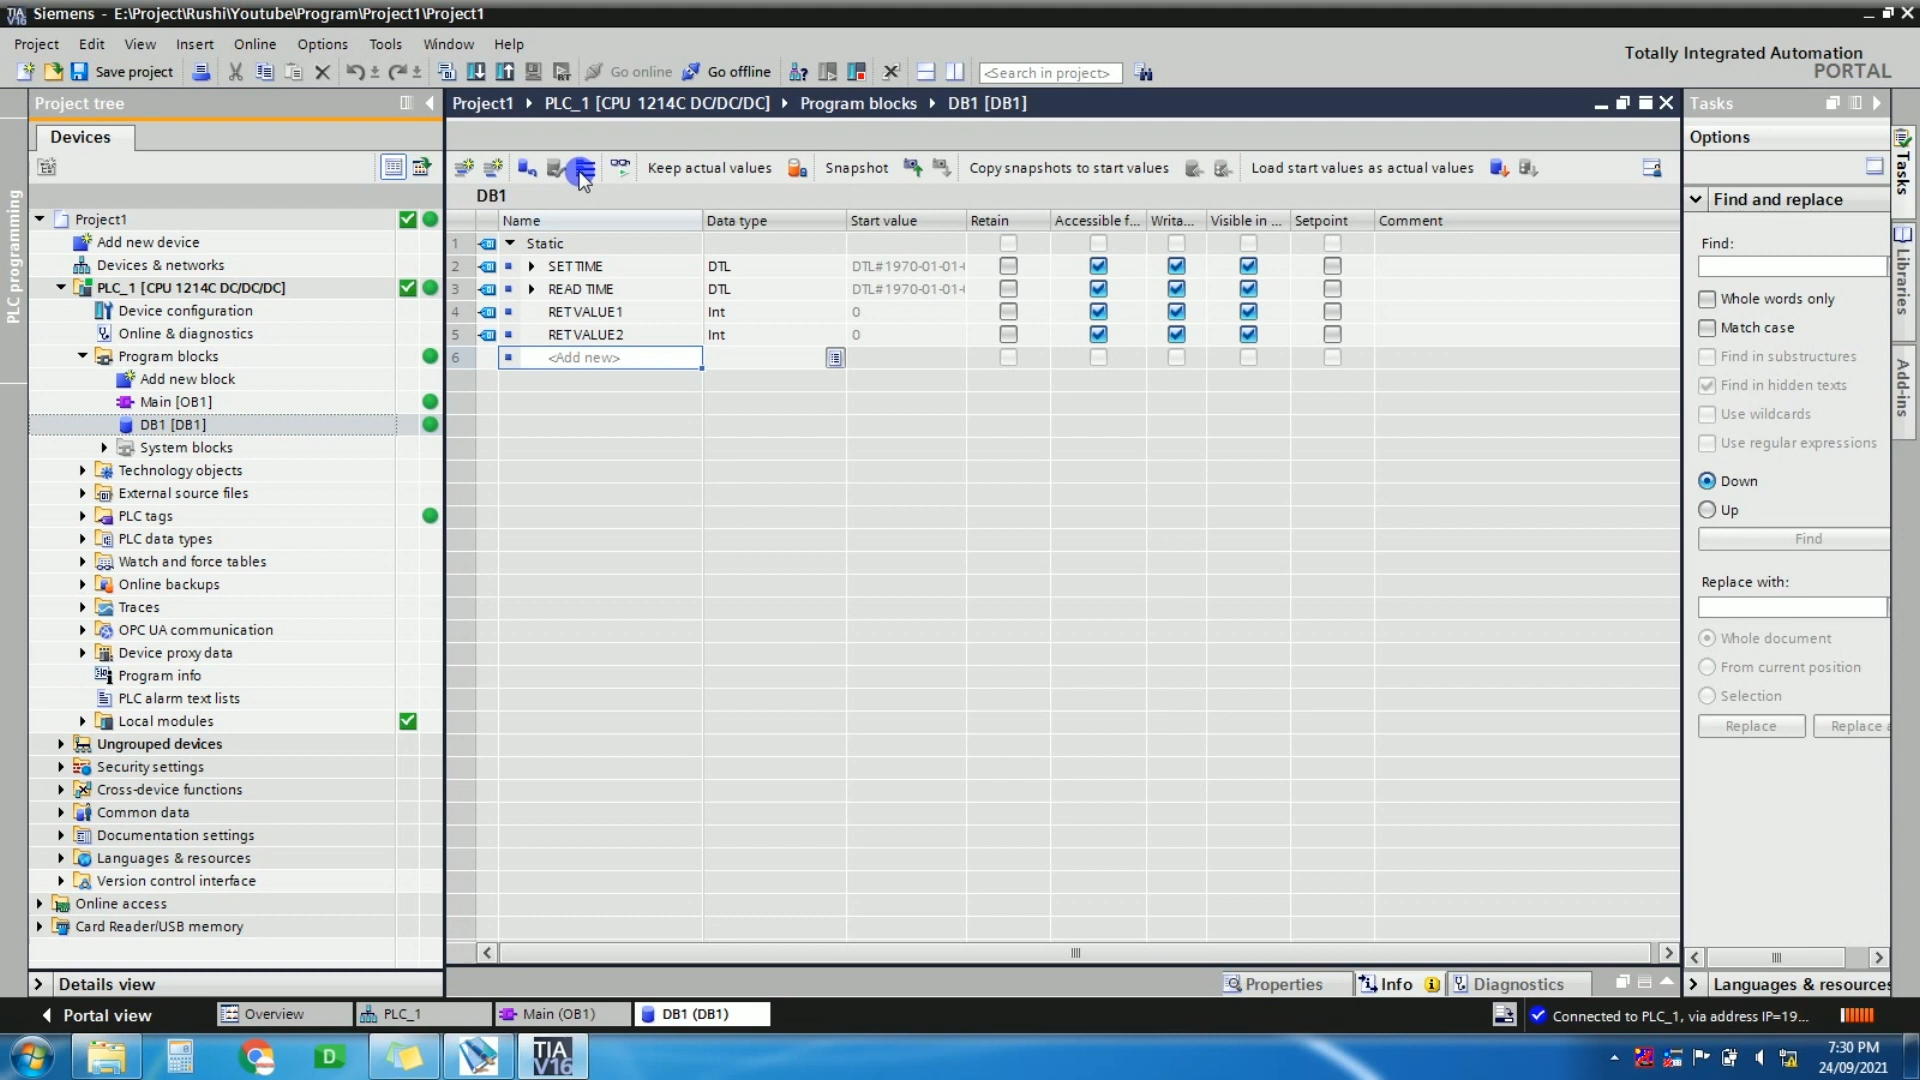 Siemens - E:\Project\Rushi\Youtube\Program\Project1\Project1
Project Edit View Insert Online Options Tools Window Help
Totally Integrated Automation
PORTAL
Save project
Go online
Go offline
<Search in project>
Project tree
Project1 ▸ PLC_1 [CPU 1214C DC/DC/DC] ▸ Program blocks ▸ DB1 [DB1]
Tasks
Devices
Options
Keep actual values
Snapshot
Copy snapshots to start values
Load start values as actual values
DB1
Name Data type Start value Retain Accessible f... Writa... Visible in ... Setpoint Comment
1 Static
2 SET TIME DTL DTL#1970-01-01-
3 READ TIME DTL DTL#1970-01-01-
4 RETVALUE1 Int 0
5 RETVALUE2 Int 0
6 <Add new>
PLC programming
Project1
Add new device
Devices & networks
PLC_1 [CPU 1214C DC/DC/DC]
Device configuration
Online & diagnostics
Program blocks
Add new block
Main [OB1]
DB1 [DB1]
System blocks
Technology objects
External source files
PLC tags
PLC data types
Watch and force tables
Online backups
Traces
OPC UA communication
Device proxy data
Program info
PLC alarm text lists
Local modules
Ungrouped devices
Security settings
Cross-device functions
Common data
Documentation settings
Languages & resources
Version control interface
Online access
Card Reader/USB memory
Details view
Find and replace
Find:
Whole words only
Match case
Find in substructures
Find in hidden texts
Use wildcards
Use regular expressions
Down
Up
Find
Replace with:
Whole document
From current position
Selection
Replace
Replace a
Languages & resources
Tasks
Libraries
Add-ins
Properties
Info
Diagnostics
Portal view
Overview
PLC_1
Main (OB1)
DB1 (DB1)
Connected to PLC_1, via address IP=19...
TIA
V16
7:30 PM
24/09/2021